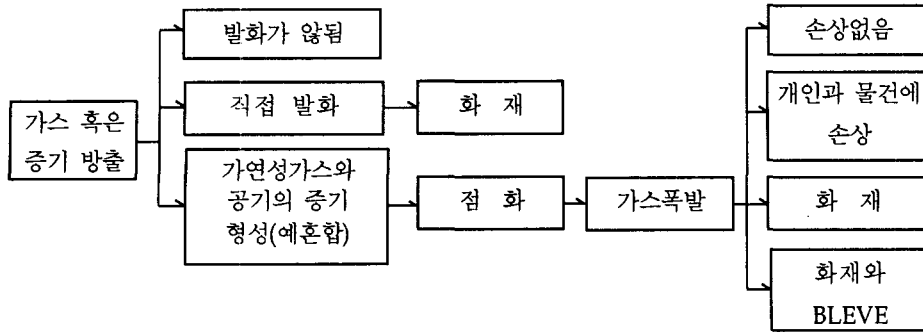 가스 혹은
증기 방출
발화가 않됨
직접 발화
화 재
가연성가스와
공기의 증기
형성(예혼합)
점 화
가스폭발
손상없음
개인과 물건에
손상
화 재
화재와
BLEVE